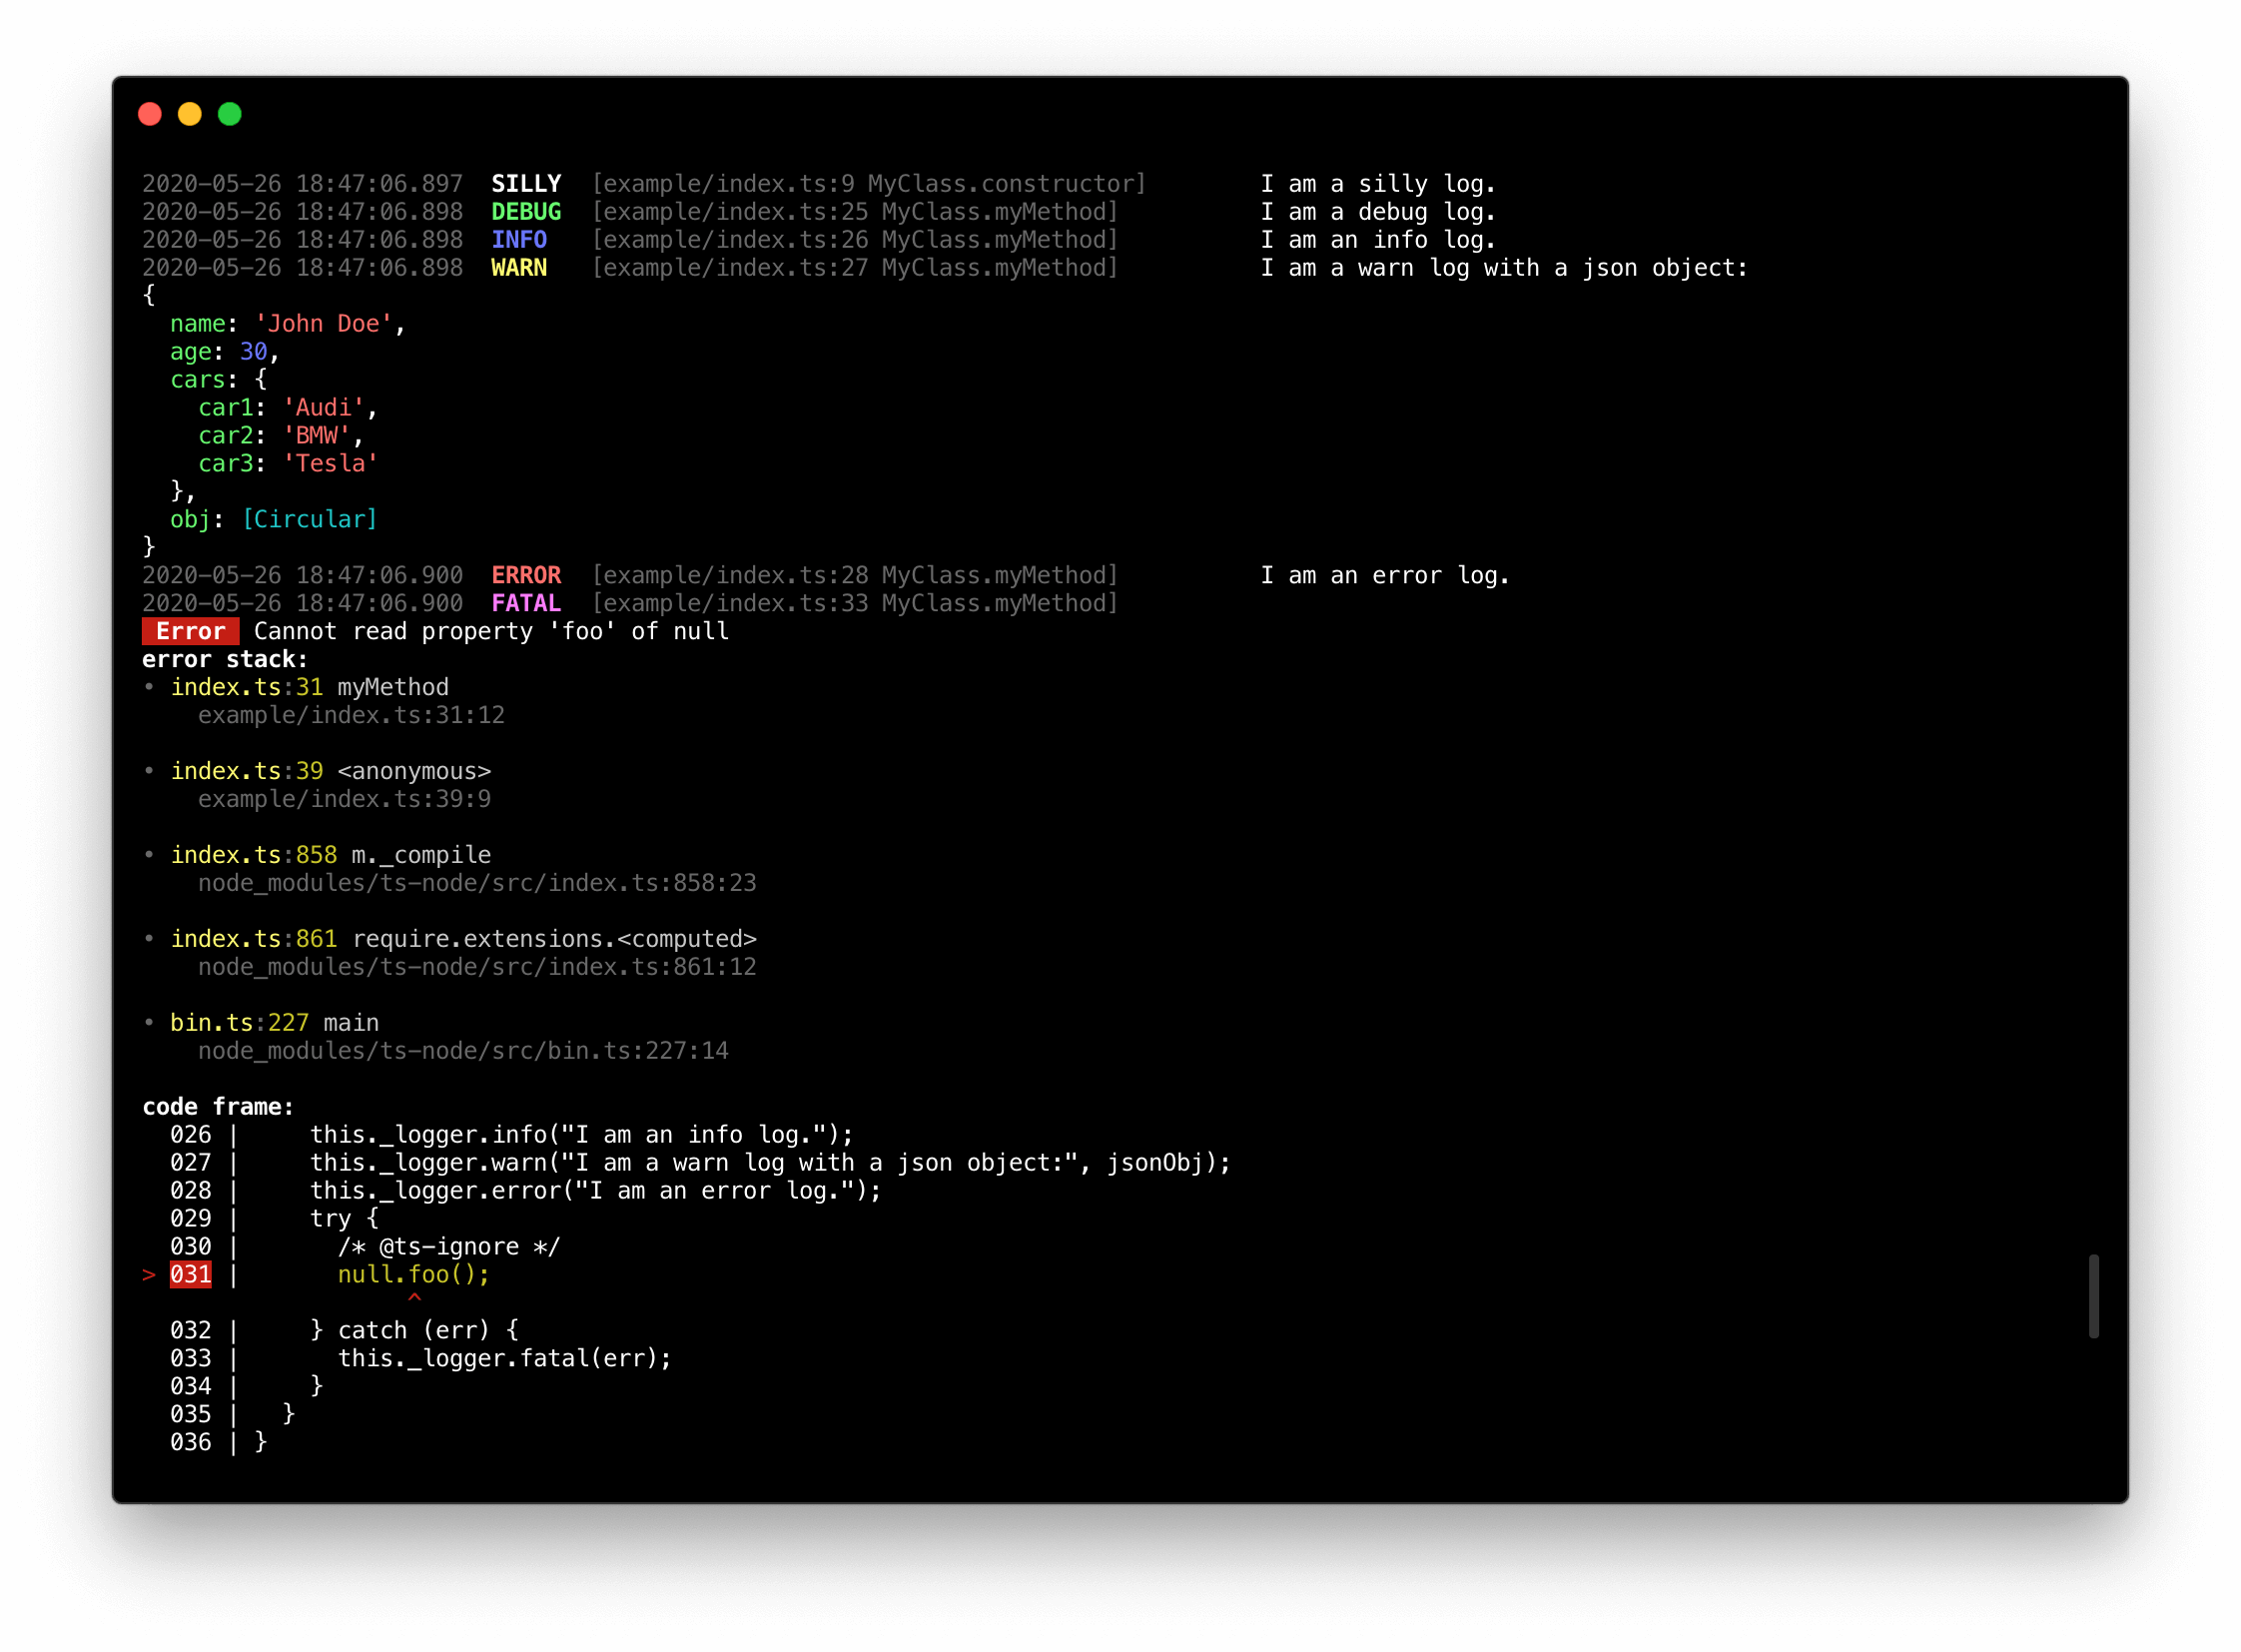 2020-05-26 18:47:06.897  SILLY  [example/index.ts:9 MyClass.constructor]        I am a silly log.
2020-05-26 18:47:06.898  DEBUG  [example/index.ts:25 MyClass.myMethod]          I am a debug log.
2020-05-26 18:47:06.898  INFO   [example/index.ts:26 MyClass.myMethod]          I am an info log.
2020-05-26 18:47:06.898  WARN   [example/index.ts:27 MyClass.myMethod]          I am a warn log with a json object:
{
  name: 'John Doe',
  age: 30,
  cars: {
    car1: 'Audi',
    car2: 'BMW',
    car3: 'Tesla'
  },
  obj: [Circular]
}
2020-05-26 18:47:06.900  ERROR  [example/index.ts:28 MyClass.myMethod]          I am an error log.
2020-05-26 18:47:06.900  FATAL  [example/index.ts:33 MyClass.myMethod]
 Error  Cannot read property 'foo' of null
error stack:
• index.ts:31 myMethod
    example/index.ts:31:12
• index.ts:39 <anonymous>
    example/index.ts:39:9
• index.ts:858 m._compile
    node_modules/ts-node/src/index.ts:858:23
• index.ts:861 require.extensions.<computed>
    node_modules/ts-node/src/index.ts:861:12
• bin.ts:227 main
    node_modules/ts-node/src/bin.ts:227:14
code frame:
  026 |     this._logger.info("I am an info log.");
  027 |     this._logger.warn("I am a warn log with a json object:", jsonObj);
  028 |     this._logger.error("I am an error log.");
  029 |     try {
  030 |       /* @ts-ignore */
> 031 |       null.foo();
                   ^
  032 |     } catch (err) {
  033 |       this._logger.fatal(err);
  034 |     }
  035 |   }
  036 | }